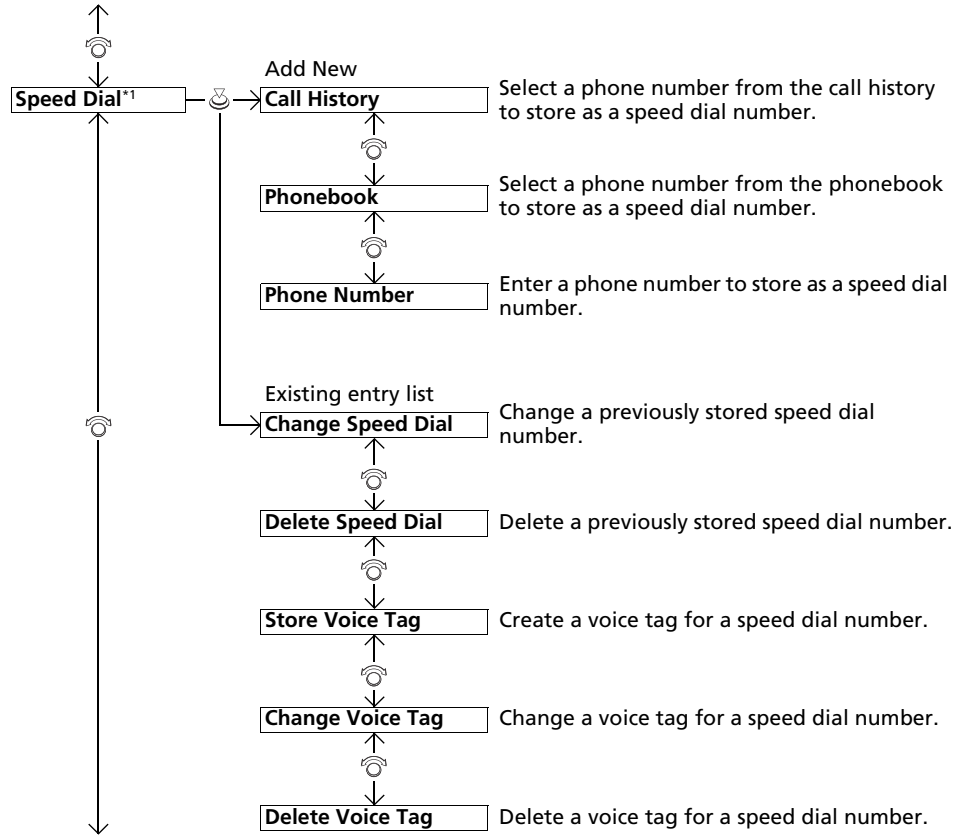 Add New
Speed Dial*1
Call History
Select a phone number from the call history
to store as a speed dial number.
Phonebook
Select a phone number from the phonebook
to store as a speed dial number.
Phone Number
Enter a phone number to store as a speed dial
number.
Existing entry list
Change Speed Dial
Change a previously stored speed dial
number.
Delete Speed Dial
Delete a previously stored speed dial number.
Store Voice Tag
Create a voice tag for a speed dial number.
Change Voice Tag
Change a voice tag for a speed dial number.
Delete Voice Tag
Delete a voice tag for a speed dial number.